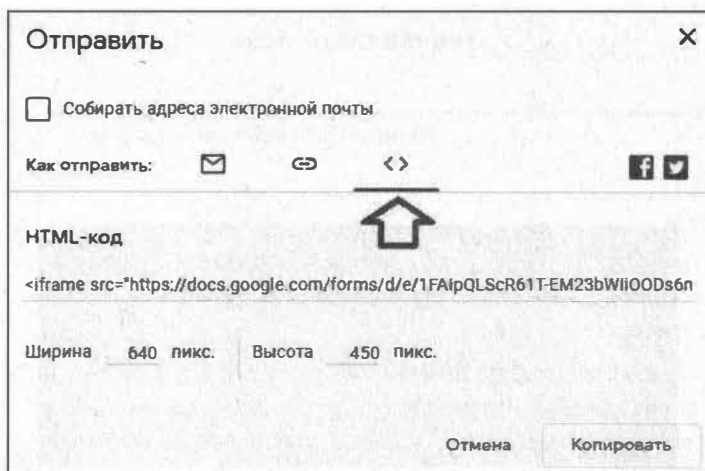 Отправить
Собирать адреса электронной почты
Как отправить:
HTML-код
<iframe src="https://docs.google.com/forms/d/e/1FAIpQLScR61T-EM23bWIiOODs6n
Ширина 640 пикс. Высота 450 пикс.
Отмена Копировать